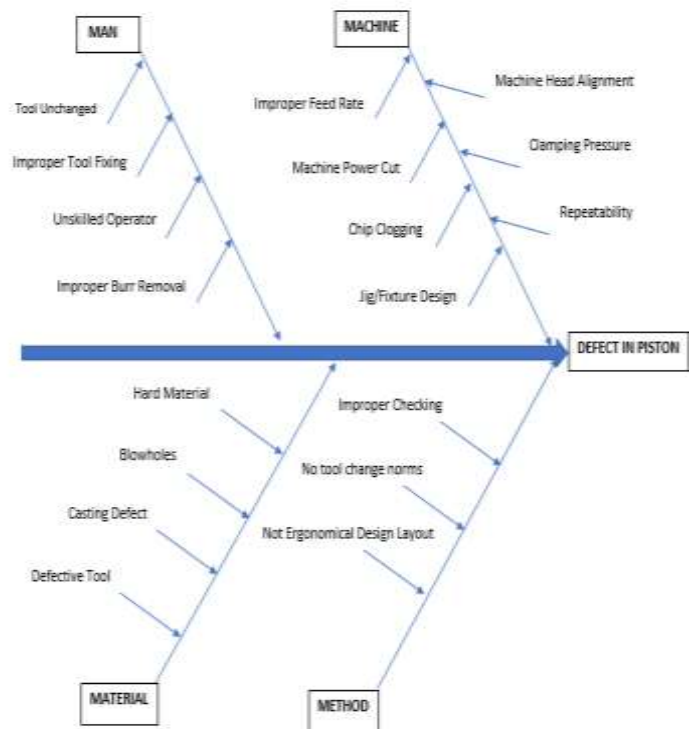 MAN
MACHINE
Tool Unchanged
Improper Tool Fixing
Unskilled Operator
Improper Burr Removal
Improper Feed Rate
Machine Power Cut
Chip Clogging
Jig/Fixture Design
Machine Head Alignment
Clamping Pressure
Repeatability
DEFECT IN PISTON
Hard Material
Blowholes
Casting Defect
Defective Tool
Improper Checking
No tool change norms
Not Ergonomical Design Layout
MATERIAL
METHOD